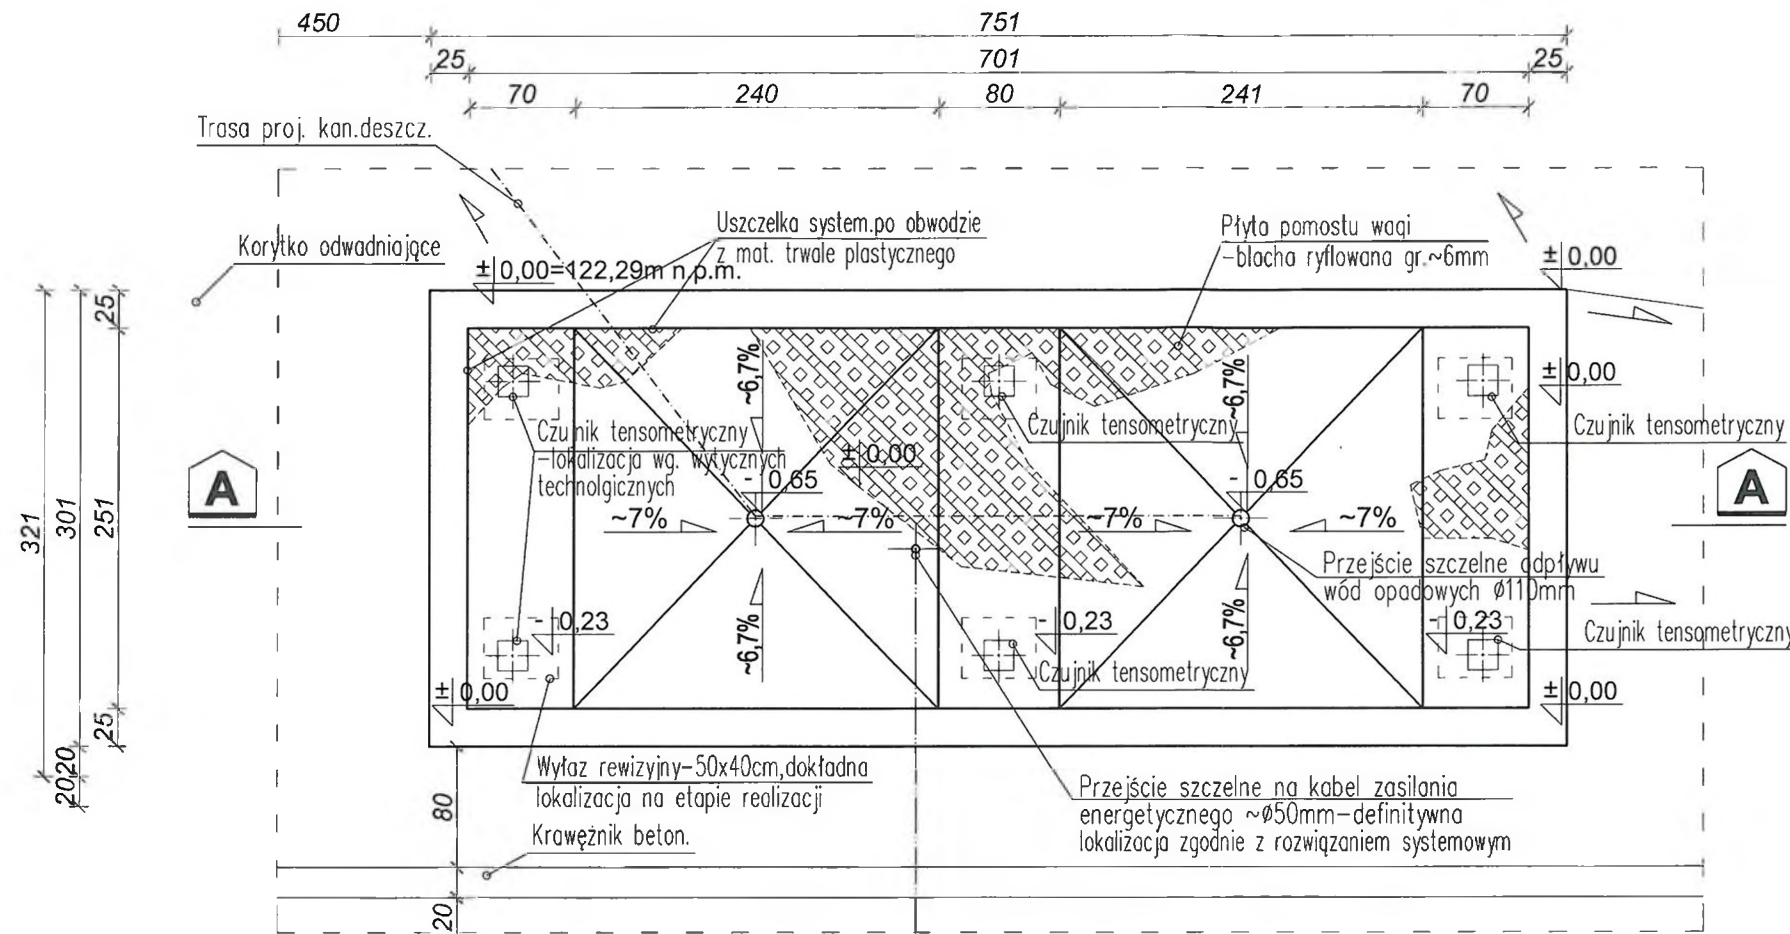 450
751
25
701
25
70
240
80
241
70
Trasa proj. kan.deszcz.
Korytko odwadniające
Uszczelka system.po obwodzie
z mat. trwale plastycznego
Płyta pomostu wagi
-blacha ryflowana gr.~6mm
± 0,00=122,29m n.p.m.
± 0,00
25
321
301
251
25
2020
~6,7%
~6,7%
± 0,00
Czujnik tensometryczny
-lokalizacja wg. wytycznych
technolgicznych
Czujnik tensometryczny
Czujnik tensometryczny
± 0,00
A
A
- 0,65
- 0,65
~7%
~7%
~7%
~7%
Przejście szczelne odpływu
wód opadowych ø110mm
~6,7%
~6,7%
- 0,23
- 0,23
- 0,23
Czujnik tensometryczny
Czujnik tensometryczny
± 0,00
± 0,00
Wyłaz rewizyjny-50x40cm,dokładna
lokalizacja na etapie realizacji
Przejście szczelne na kabel zasilania
energetycznego ~ø50mm-definitywna
lokalizacja zgodnie z rozwiązaniem systemowym
80
Krawężnik beton.
20